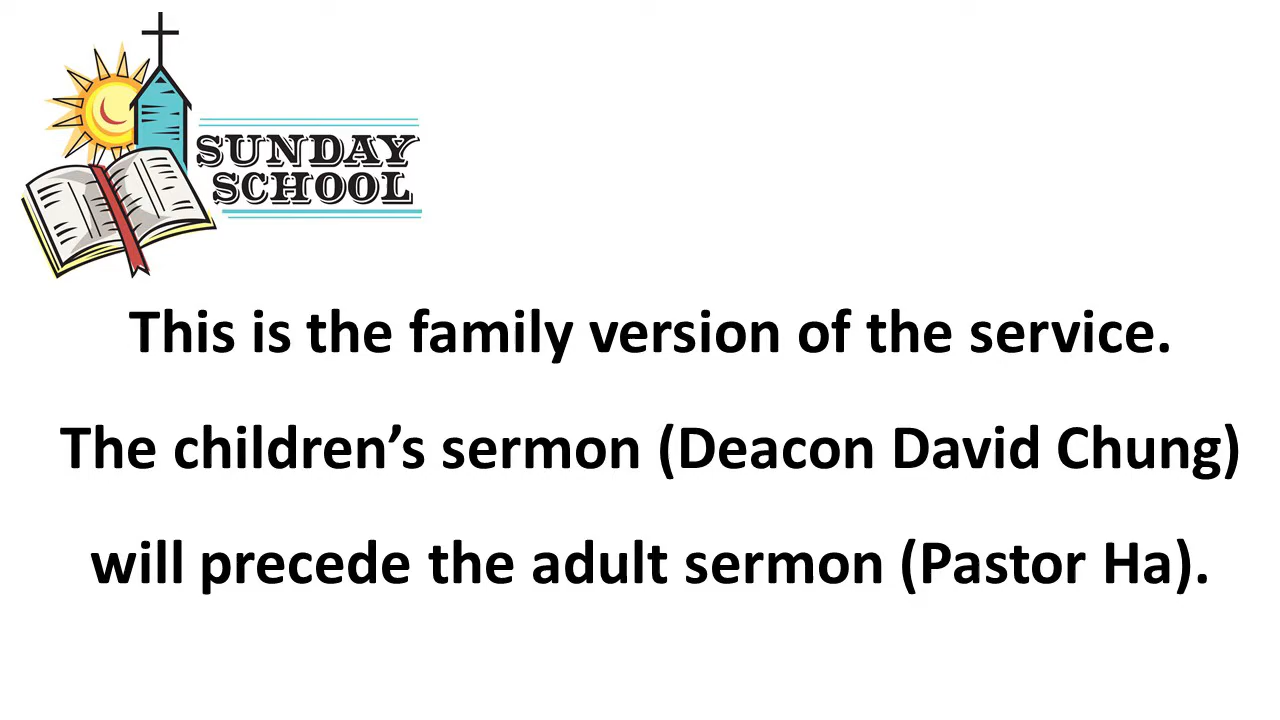 SUNDAY
SCHOOL
This is the family version of the service.
The children’s sermon (Deacon David Chung)
will precede the adult sermon (Pastor Ha).